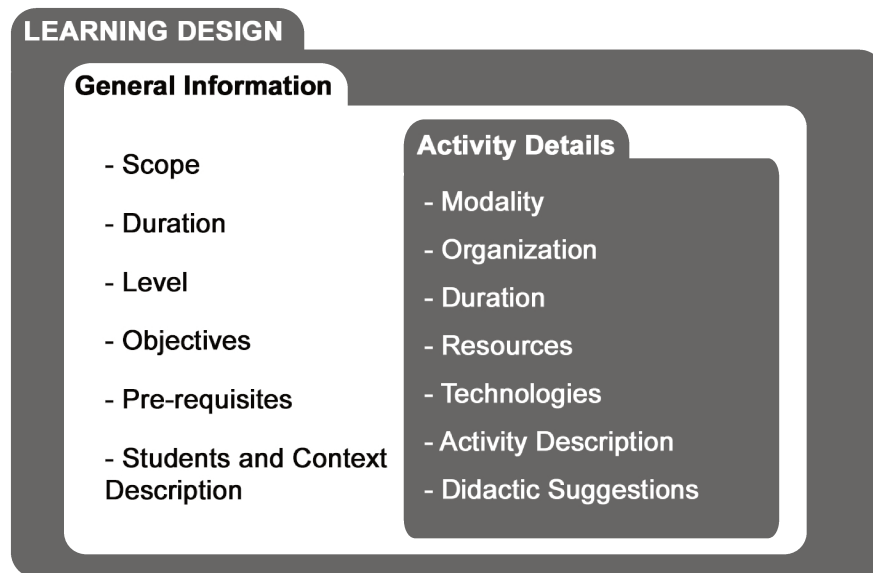 LEARNING DESIGN
General Information
- Scope
- Duration
- Level
- Objectives
- Pre-requisites
- Students and Context
Description
Activity Details
- Modality
- Organization
- Duration
- Resources
- Technologies
- Activity Description
- Didactic Suggestions